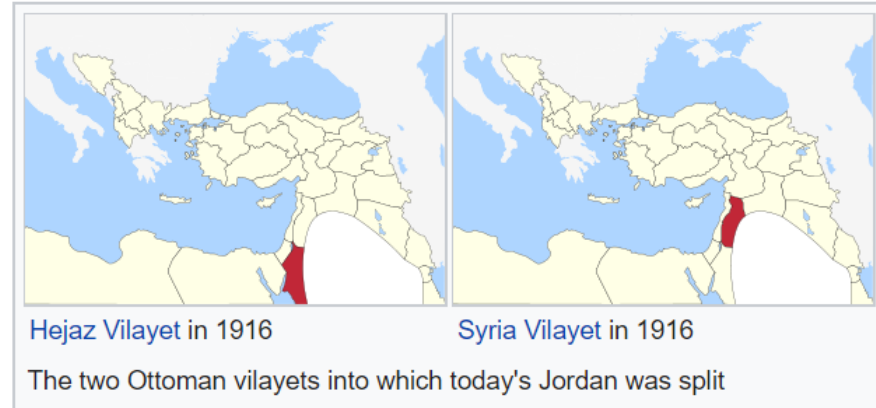 Hejaz Vilayet in 1916
Syria Vilayet in 1916
The two Ottoman vilayets into which today's Jordan was split